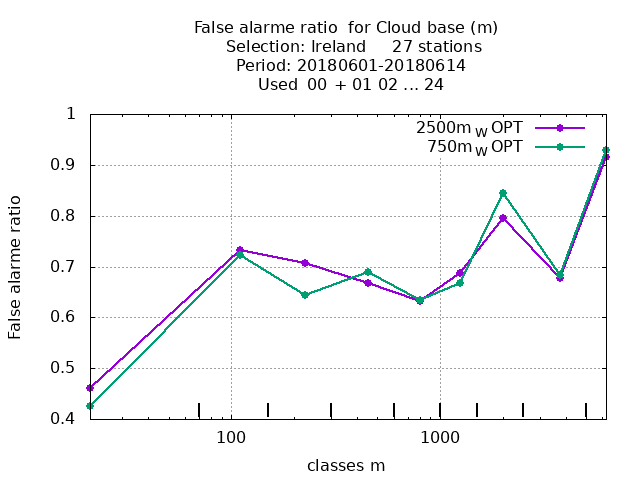 False alarme ratio  for Cloud base (m)
Selection: Ireland     27 stations
Period: 20180601-20180614
Used  00  + 01 02 ... 24
2500m_W OPT
750m_W OPT
1
0.9
0.8
0.7
0.6
0.5
0.4
False alarme ratio
100
1000
classes m